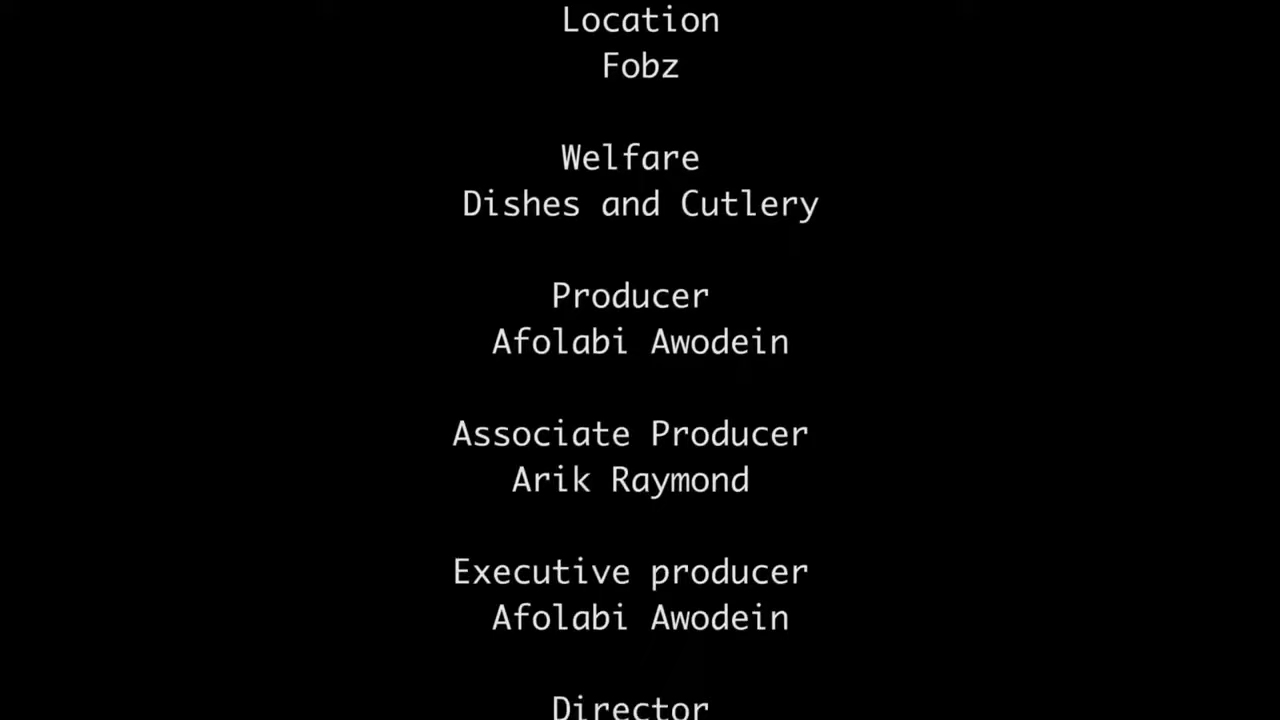 Location
Fobz
Welfare
Dishes and Cutlery
Producer
Afolabi Awodein
Associate Producer
Arik Raymond
Executive producer
Afolabi Awodein
Director